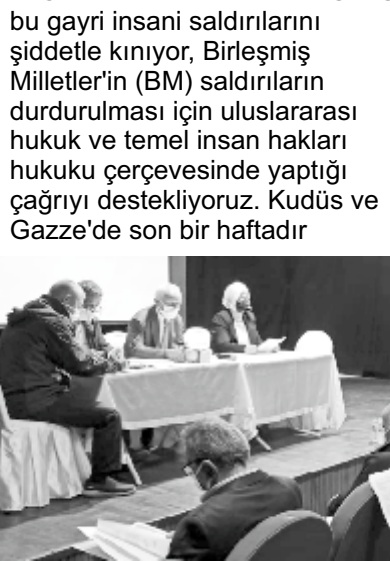 bu gayri insani saldırılarını
şiddetle kınıyor, Birleşmiş
Milletler'in (BM) saldırıların
durdurulması için uluslararası
hukuk ve temel insan hakları
hukuku çerçevesinde yaptığı
çağrıyı destekliyoruz. Kudüs ve
Gazze'de son bir haftadır